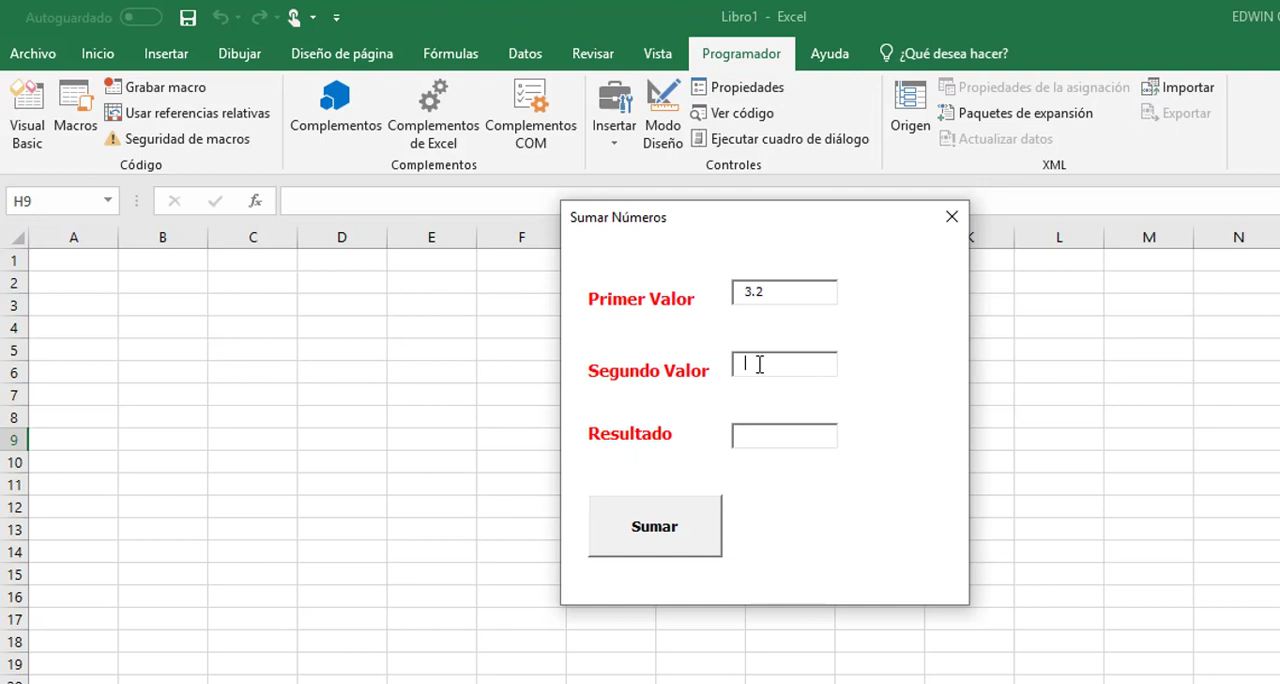 Autoguardado
Libro1 - Excel
EDWIN
Archivo Inicio Insertar Dibujar Diseño de página Fórmulas Datos Revisar Vista Programador Ayuda ¿Qué desea hacer?
Visual Basic
Macros
Grabar macro
Usar referencias relativas
Seguridad de macros
Código
Complementos
Complementos de Excel
Complementos COM
Complementos
Insertar
Modo Diseño
Propiedades
Ver código
Ejecutar cuadro de diálogo
Controles
Origen
Propiedades de la asignación
Paquetes de expansión
Actualizar datos
Importar
Exportar
XML
H9
fx
A B C D E F K L M N
1
2
3
4
5
6
7
8
9
10
11
12
13
14
15
16
17
18
19
Sumar Números
Primer Valor 3.2
Segundo Valor
Resultado
Sumar